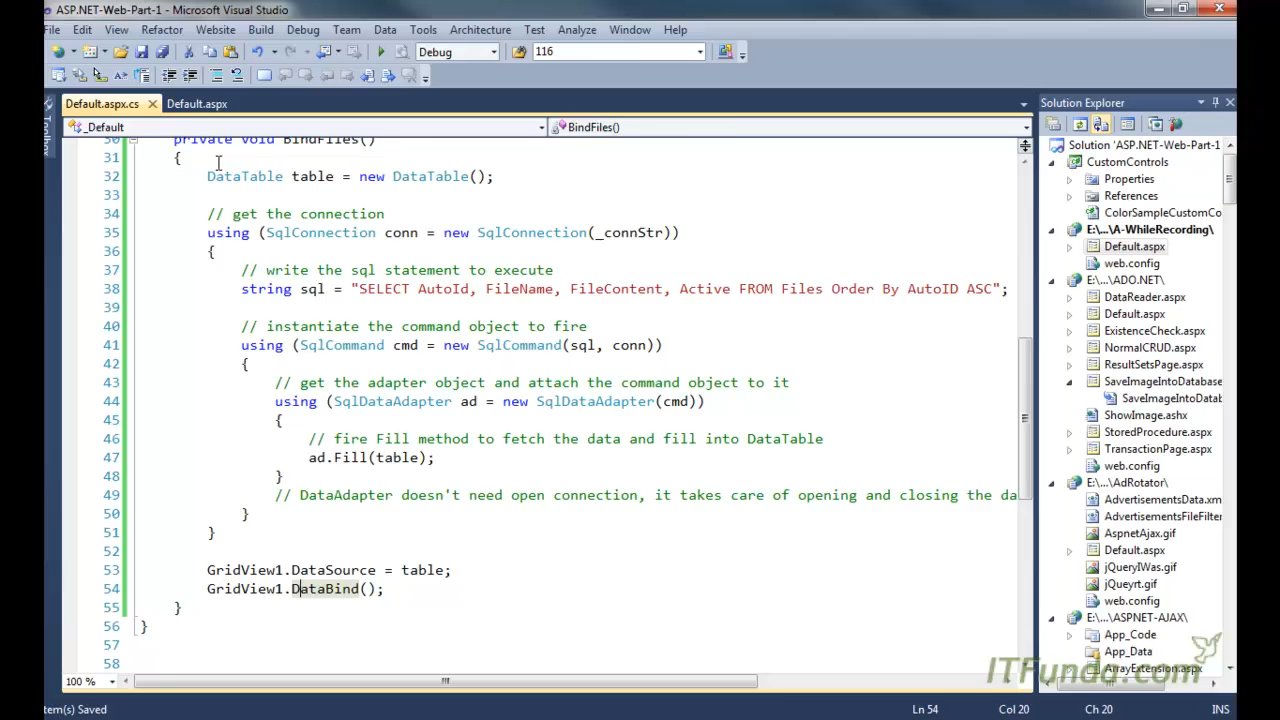 ASP.NET-Web-Part-1 - Microsoft Visual Studio
File Edit View Refactor Website Build Debug Team Data Tools Architecture Test Analyze Window Help
Debug 116
Default.aspx.cs Default.aspx
_Default BindFiles()
Toolbox
30 private void BindFiles()
31 {
32 DataTable table = new DataTable();
33
34 // get the connection
35 using (SqlConnection conn = new SqlConnection(_connStr))
36 {
37 // write the sql statement to execute
38 string sql = "SELECT AutoId, FileName, FileContent, Active FROM Files Order By AutoID ASC";
39
40 // instantiate the command object to fire
41 using (SqlCommand cmd = new SqlCommand(sql, conn))
42 {
43 // get the adapter object and attach the command object to it
44 using (SqlDataAdapter ad = new SqlDataAdapter(cmd))
45 {
46 // fire Fill method to fetch the data and fill into DataTable
47 ad.Fill(table);
48 }
49 // DataAdapter doesn't need open connection, it takes care of opening and closing the da
50 }
51 }
52
53 GridView1.DataSource = table;
54 GridView1.DataBind();
55 }
56 }
57
58
100 %
Solution Explorer
Solution 'ASP.NET-Web-Part-1
CustomControls
Properties
References
ColorSampleCustomCo
E:\...\A-WhileRecording\
Default.aspx
web.config
E:\...\ADO.NET\
DataReader.aspx
Default.aspx
ExistenceCheck.aspx
NormalCRUD.aspx
ResultSetsPage.aspx
SaveImageIntoDatabase
SaveImageIntoDatab
ShowImage.ashx
StoredProcedure.aspx
TransactionPage.aspx
web.config
E:\...\AdRotator\
AdvertisementsData.xm
AdvertisementsFileFilter
AspnetAjax.gif
Default.aspx
jQueryIWas.gif
jQueyrt.gif
web.config
E:\...\ASPNET-AJAX\
App_Code
App_Data
ArrayExtension.aspx
ITFunda.com
tem(s) Saved Ln 54 Col 20 Ch 20 INS